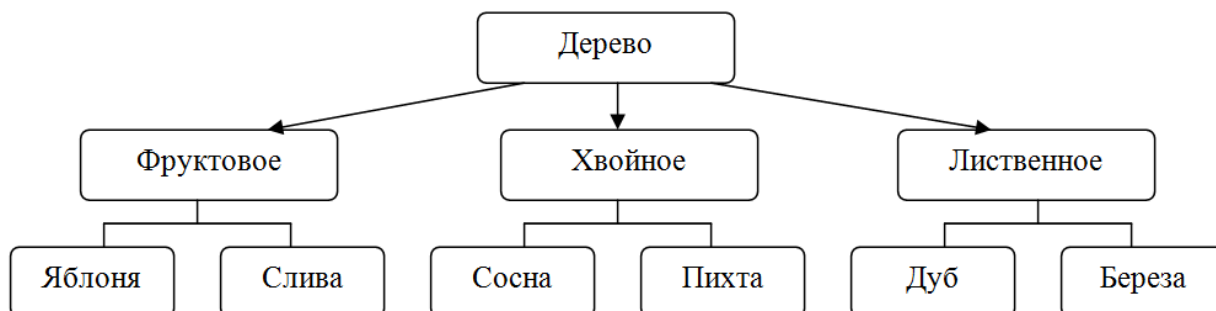 Дерево
Фруктовое
Хвойное
Лиственное
Яблоня
Слива
Сосна
Пихта
Дуб
Береза